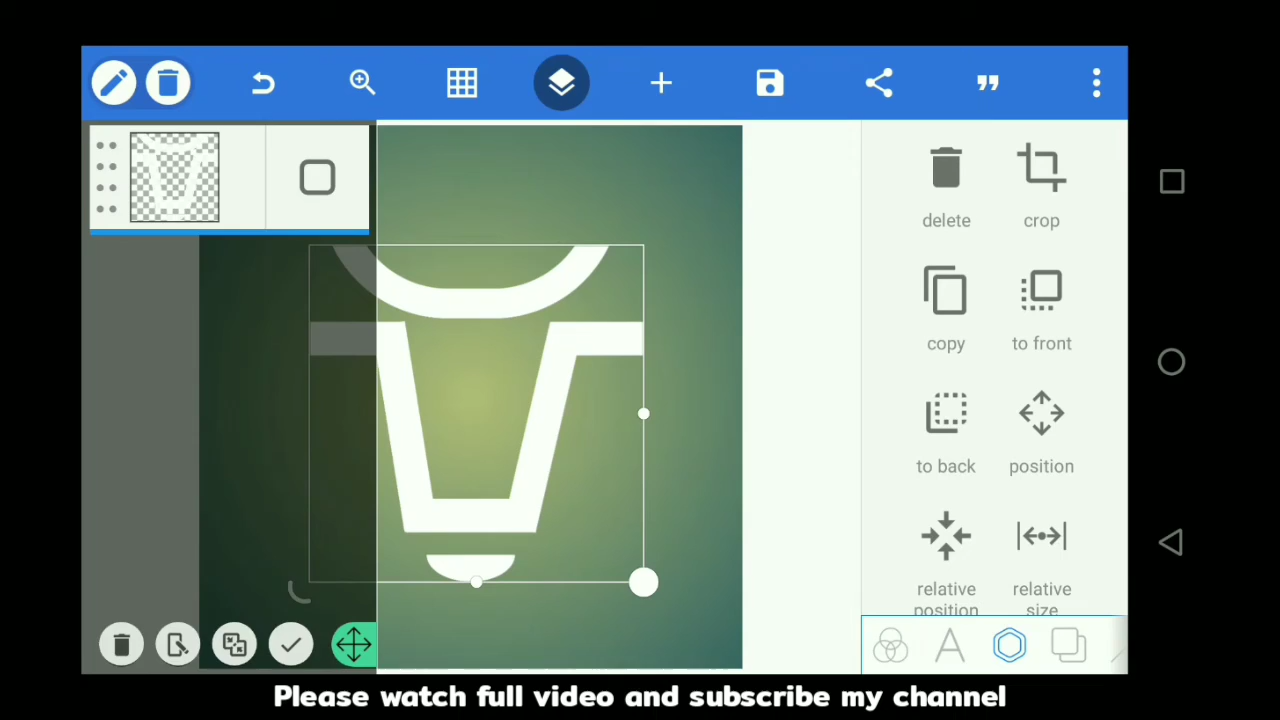 delete
crop
copy
to front
to back
position
relative
position
relative
size
Please watch full video and subscribe my channel